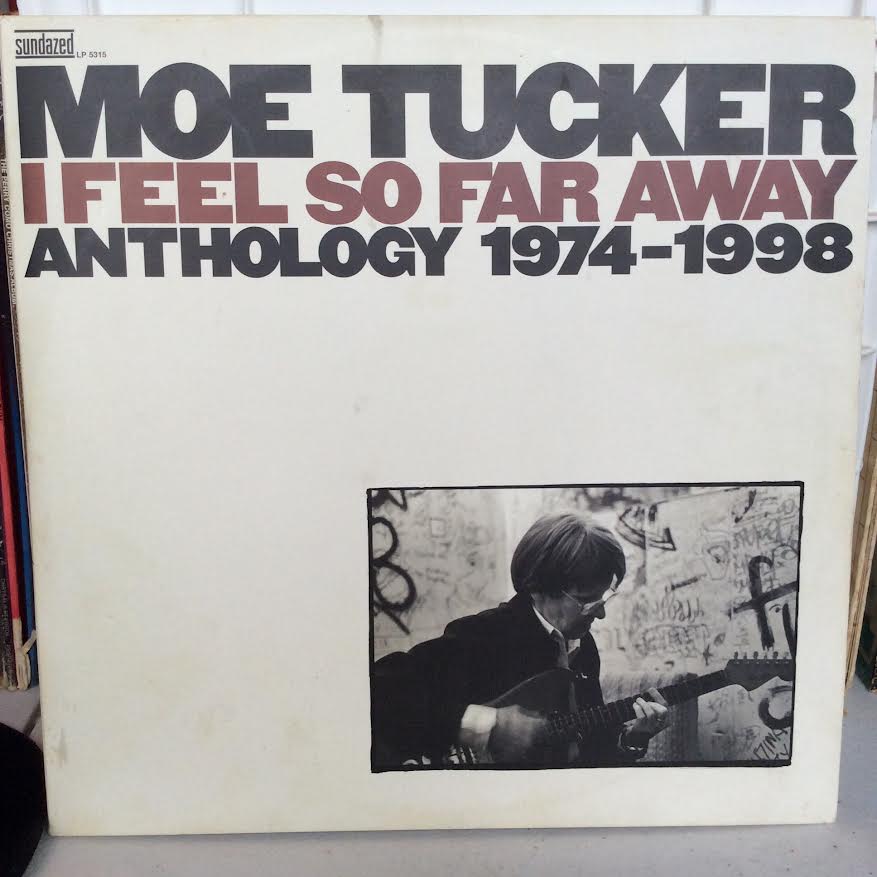 sundazed
LP 5315
MOE TUCKER
I FEEL SO FAR AWAY
ANTHOLOGY 1974-1998